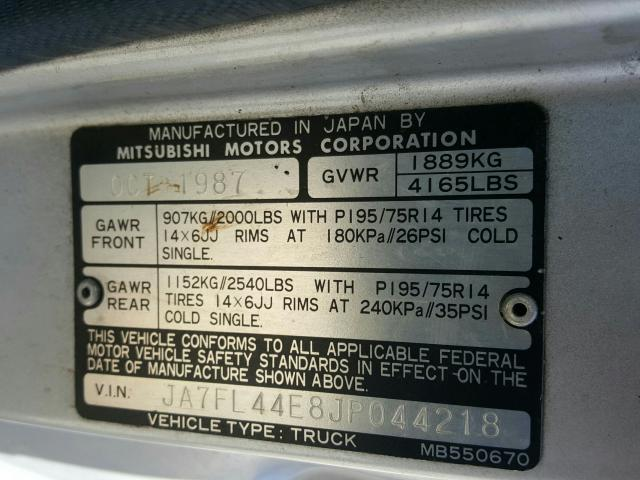 MANUFACTURED IN JAPAN BY
MITSUBISHI MOTORS CORPORATION
OCT 1987
GVWR 1889KG
4165LBS
GAWR FRONT
907KG//2000LBS WITH P195/75R14 TIRES
14×6JJ RIMS AT 180KPa//26PSI COLD
SINGLE.
GAWR REAR
1152KG//2540LBS WITH P195/75R14
TIRES 14×6JJ RIMS AT 240KPa//35PSI
COLD SINGLE.
THIS VEHICLE CONFORMS TO ALL APPLICABLE FEDERAL
MOTOR VEHICLE SAFETY STANDARDS IN EFFECT ON THE
DATE OF MANUFACTURE SHOWN ABOVE.
V.I.N. JA7FL44E8JP044218
VEHICLE TYPE: TRUCK
MB550670